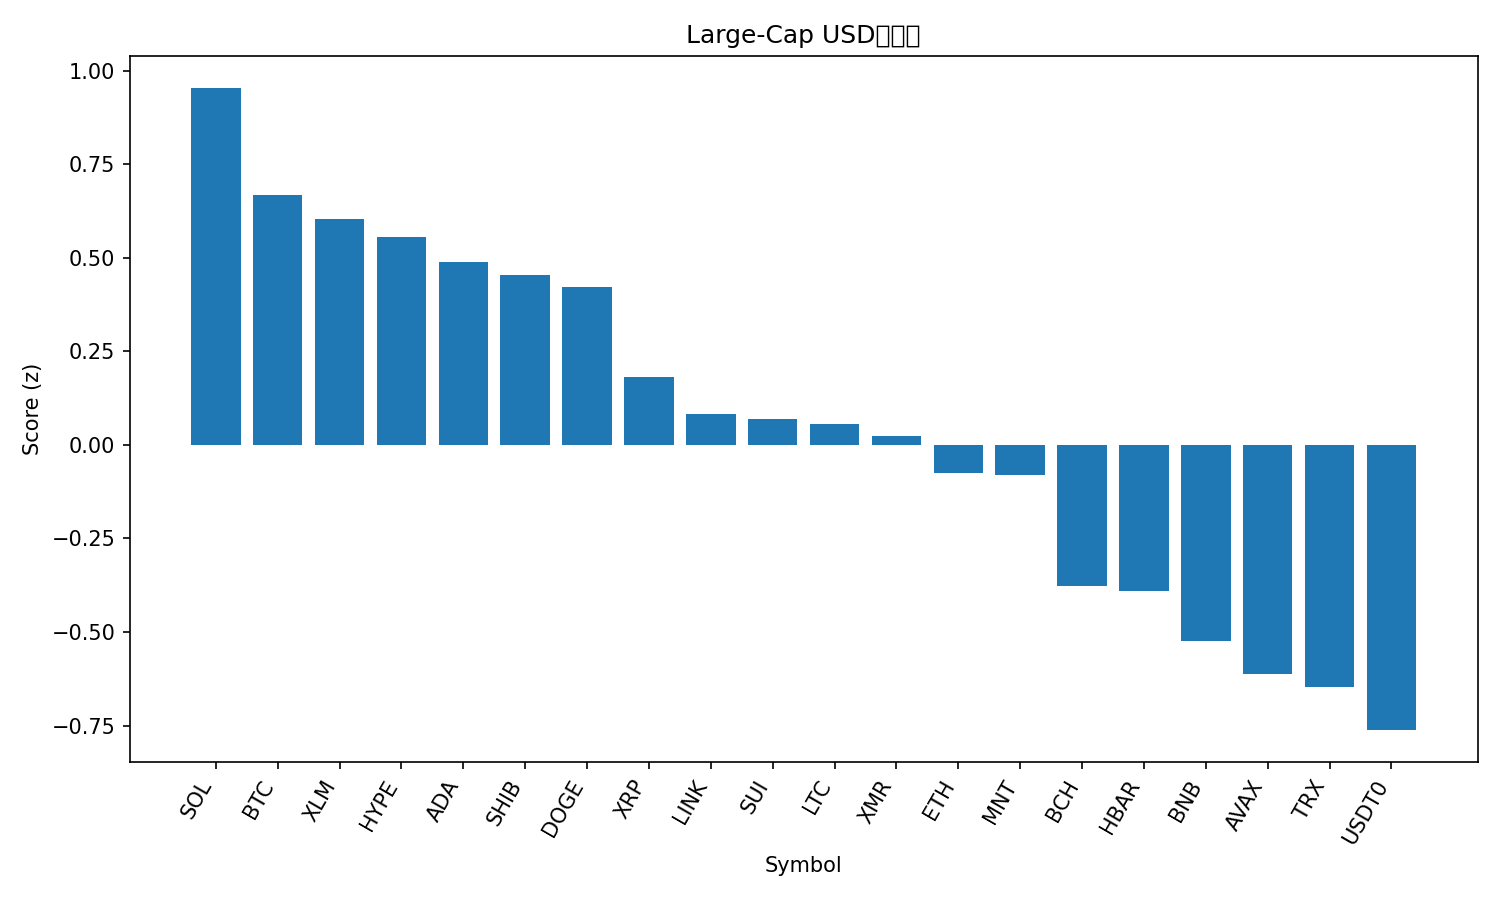 Large-Cap USD
1.00
0.75
0.50
0.25
0.00
−0.25
−0.50
−0.75
Score (z)
SOL
BTC
XLM
HYPE
ADA
SHIB
DOGE
XRP
LINK
SUI
LTC
XMR
ETH
MNT
BCH
HBAR
BNB
AVAX
TRX
USDT0
Symbol